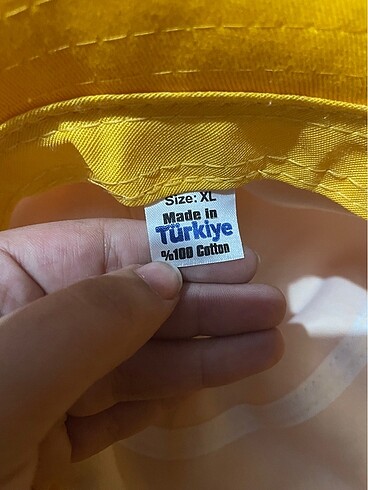 Size: XL
Made in
Türkiye
%100 Cotton